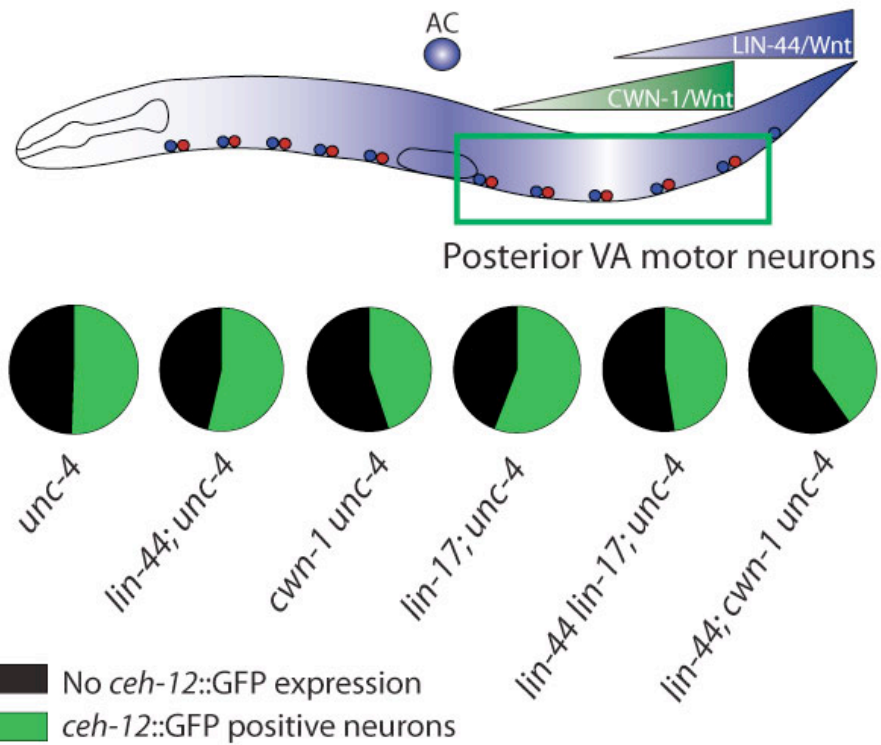 AC
LIN-44/Wnt
CWN-1/Wnt
Posterior VA motor neurons
unc-4
lin-44; unc-4
cwn-1 unc-4
lin-17; unc-4
lin-44 lin-17; unc-4
lin-44; cwn-1 unc-4
No ceh-12::GFP expression
ceh-12::GFP positive neurons